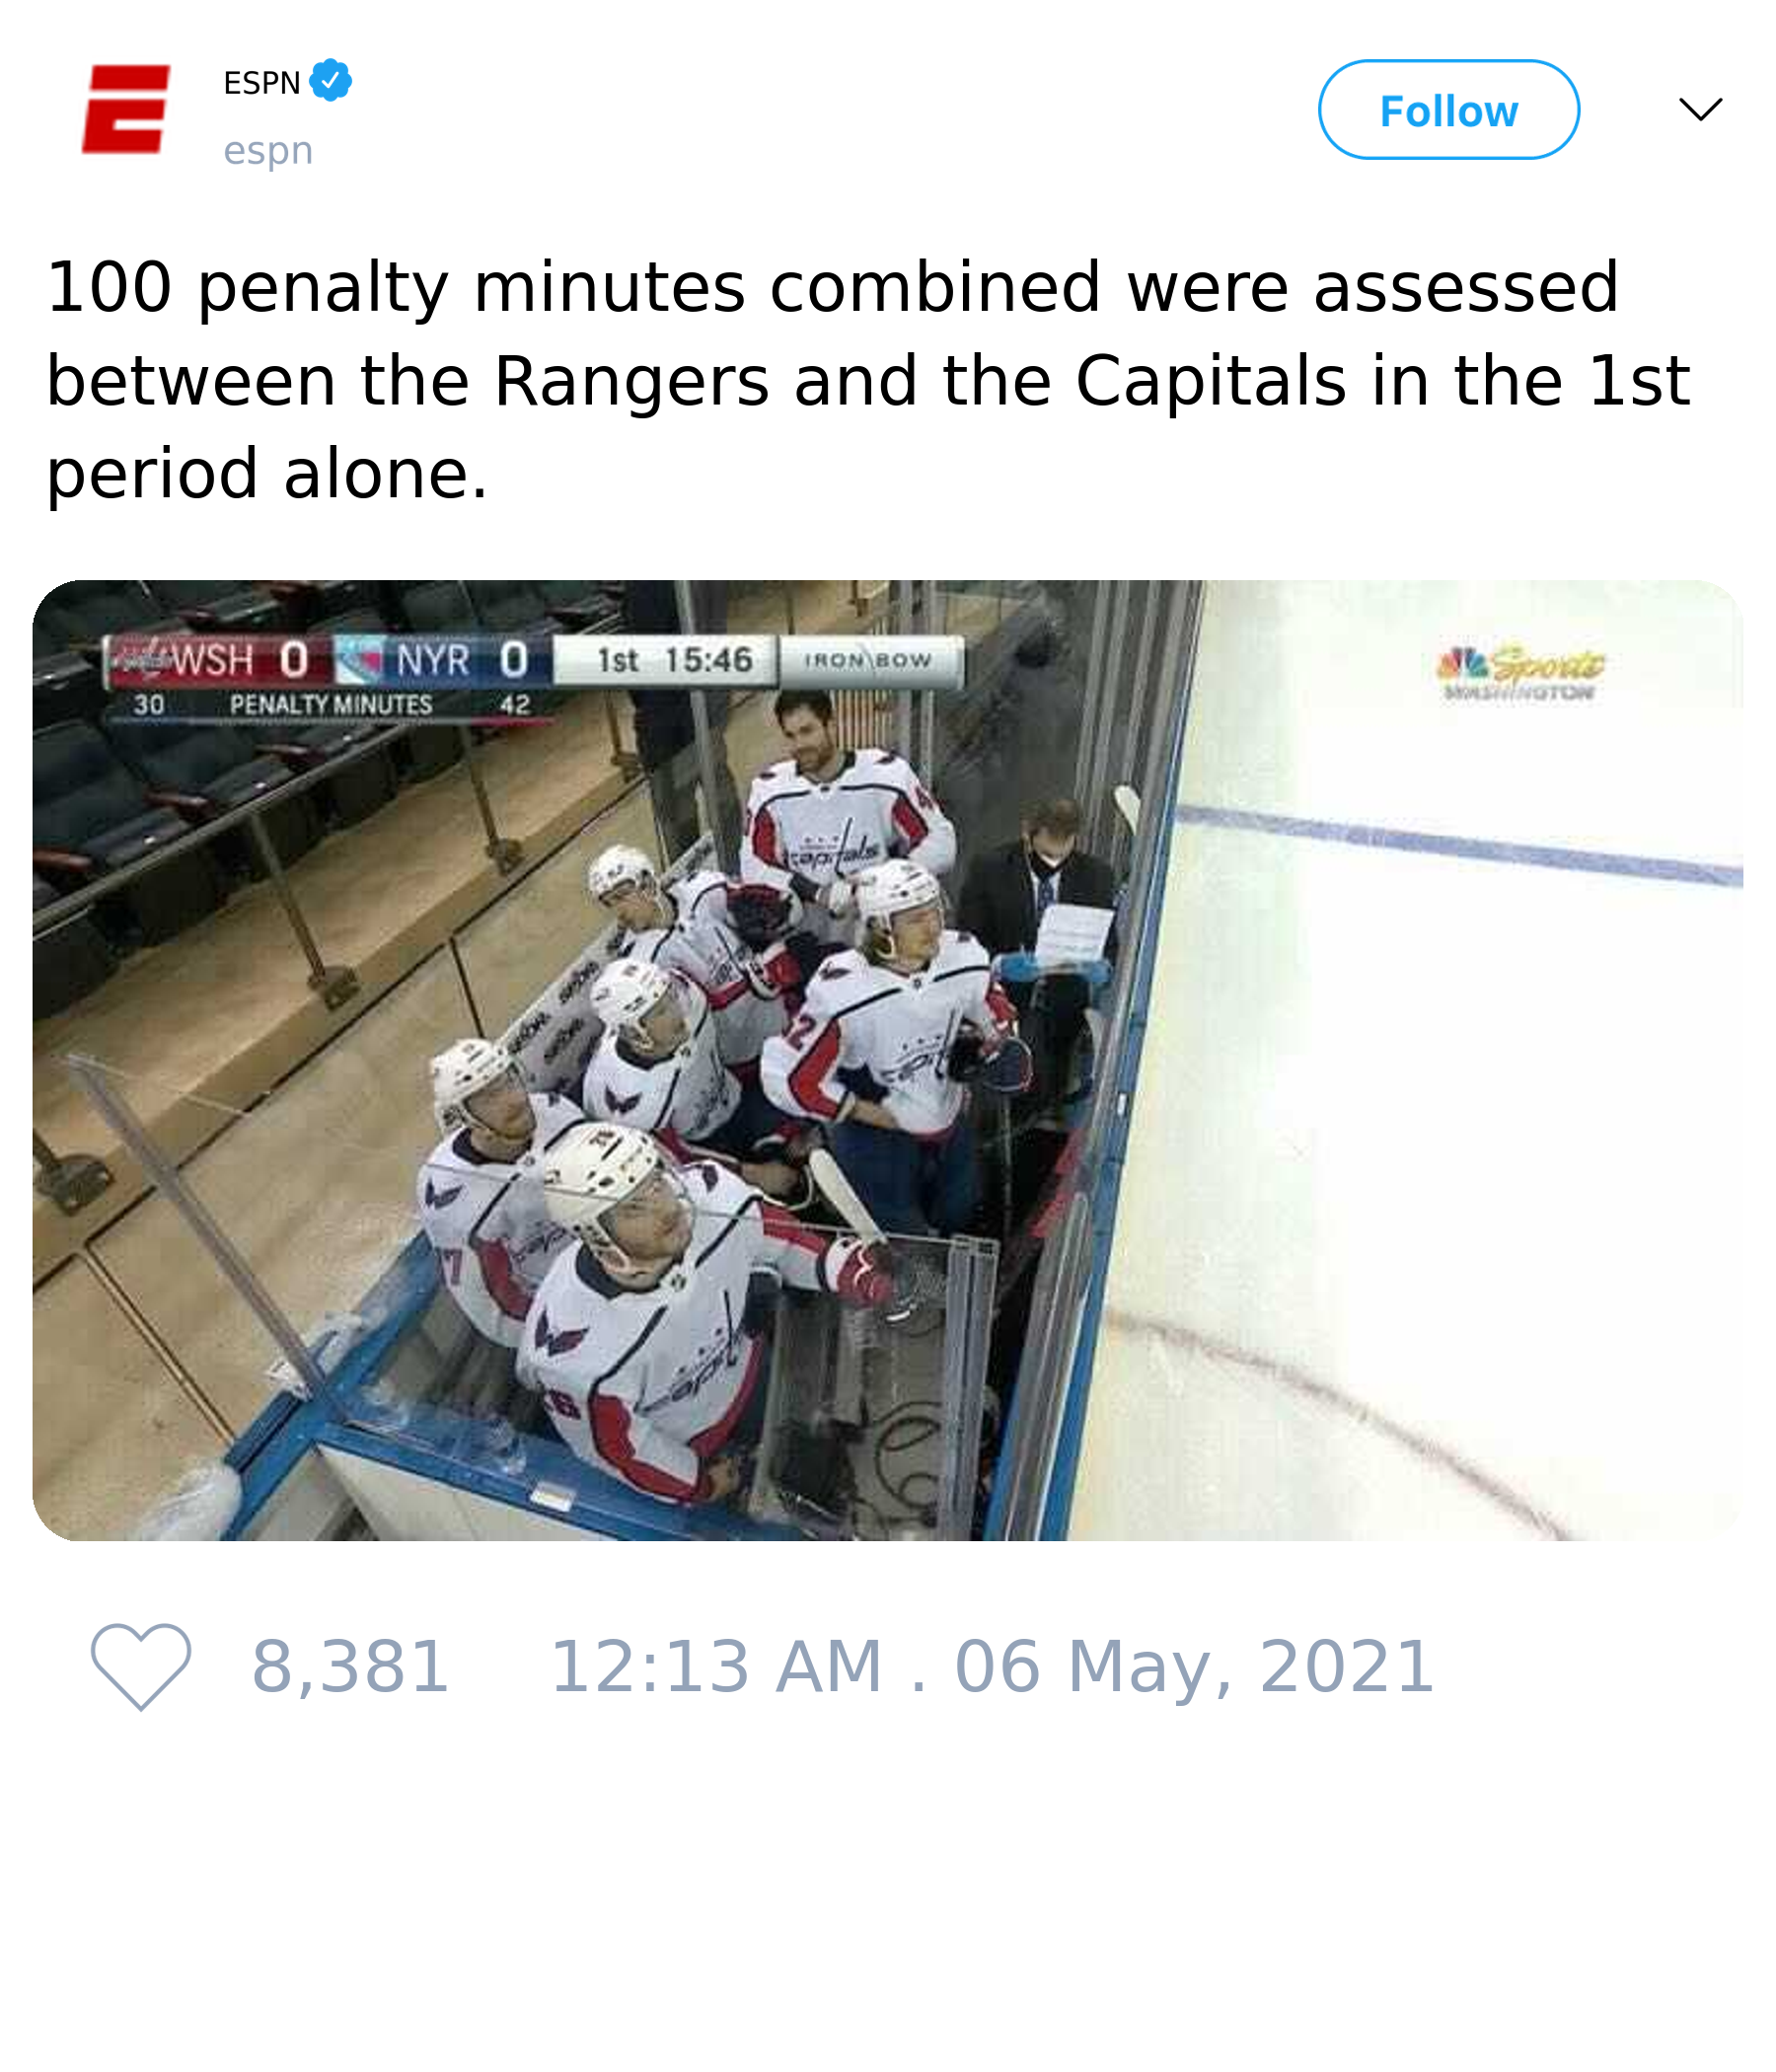 ESPN
espn
Follow
100 penalty minutes combined were assessed
between the Rangers and the Capitals in the 1st
period alone.
WSH 0 NYR 0 1st 15:46 IRON BOW
30 PENALTY MINUTES 42
Sports
WASHINGTON
capitals
8,381 12:13 AM . 06 May, 2021